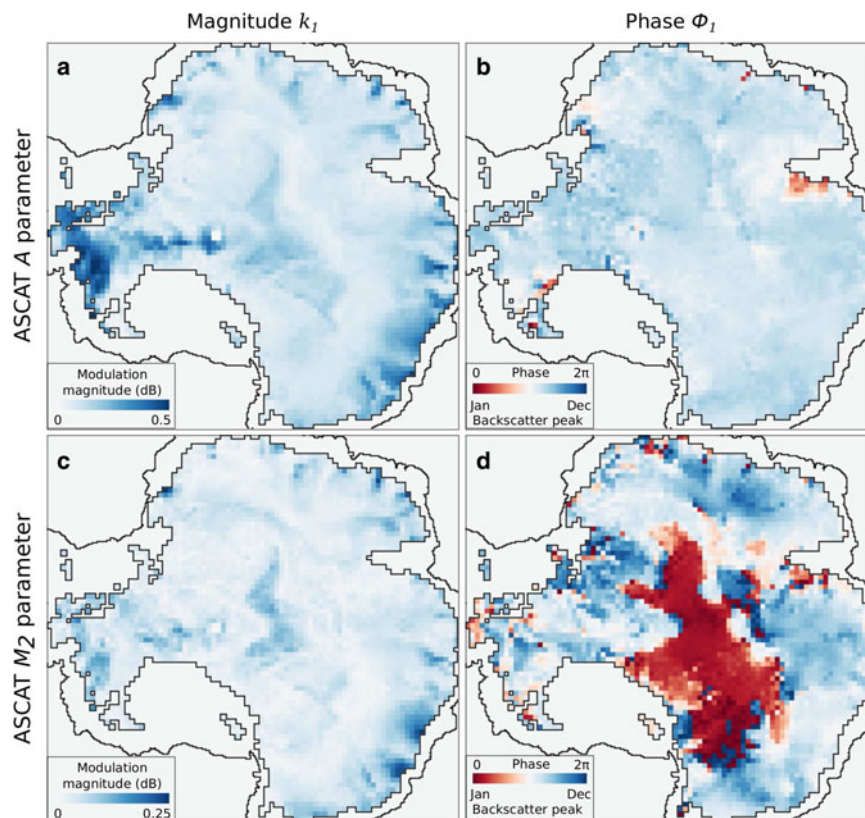 Magnitude k₁
Phase Φ₁
ASCAT A parameter
a
Modulation
magnitude (dB)
0
0.5
b
0 Phase 2π
Jan Dec
Backscatter peak
ASCAT M₂ parameter
c
Modulation
magnitude (dB)
0
0.25
d
0 Phase 2π
Jan Dec
Backscatter peak